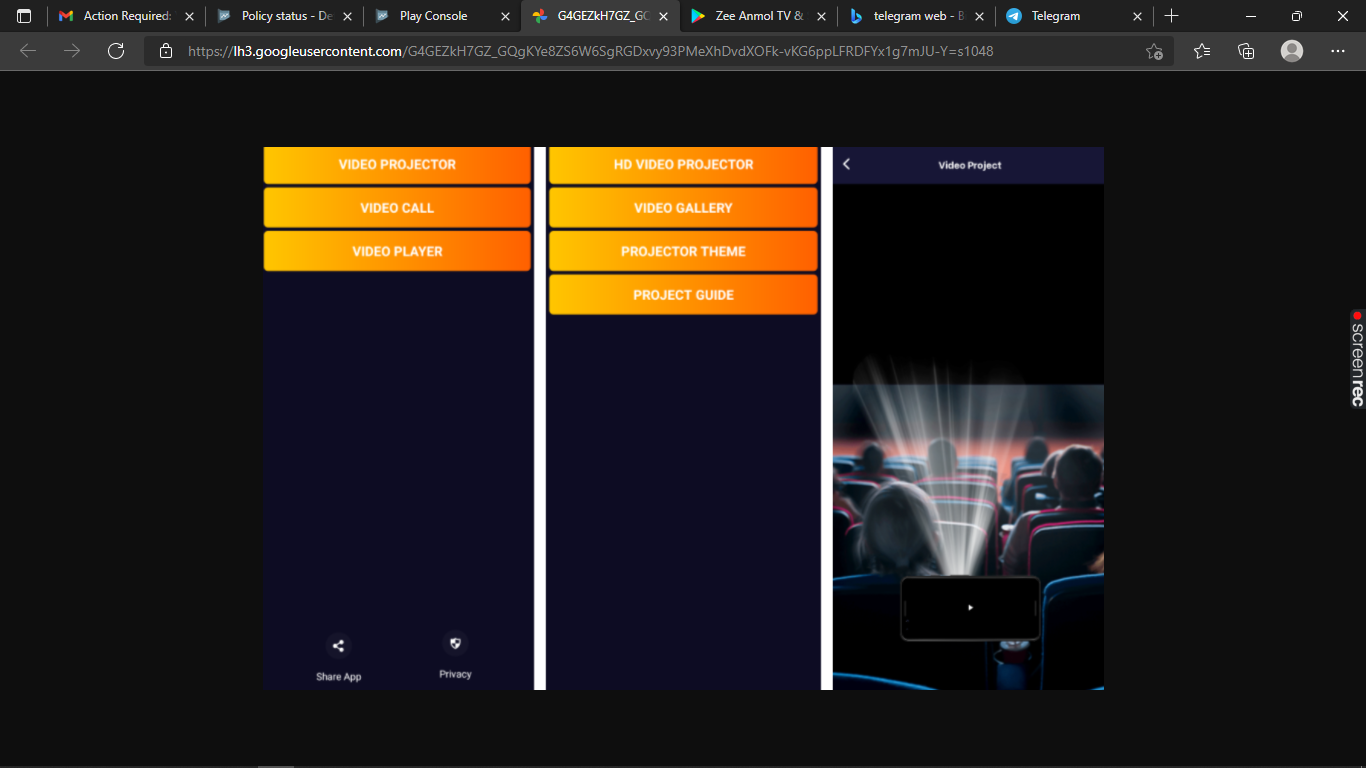 Action Required:
Policy status - De
Play Console
G4GEZkH7GZ_GC
Zee Anmol TV &
telegram web - B
Telegram
https://lh3.googleusercontent.com/G4GEZkH7GZ_GQgKYe8ZS6W6SgRGDxvy93PMeXhDvdXOFk-vKG6ppLFRDFYx1g7mJU-Y=s1048
VIDEO PROJECTOR
VIDEO CALL
VIDEO PLAYER
Share App
Privacy
HD VIDEO PROJECTOR
VIDEO GALLERY
PROJECTOR THEME
PROJECT GUIDE
Video Project
screenrec